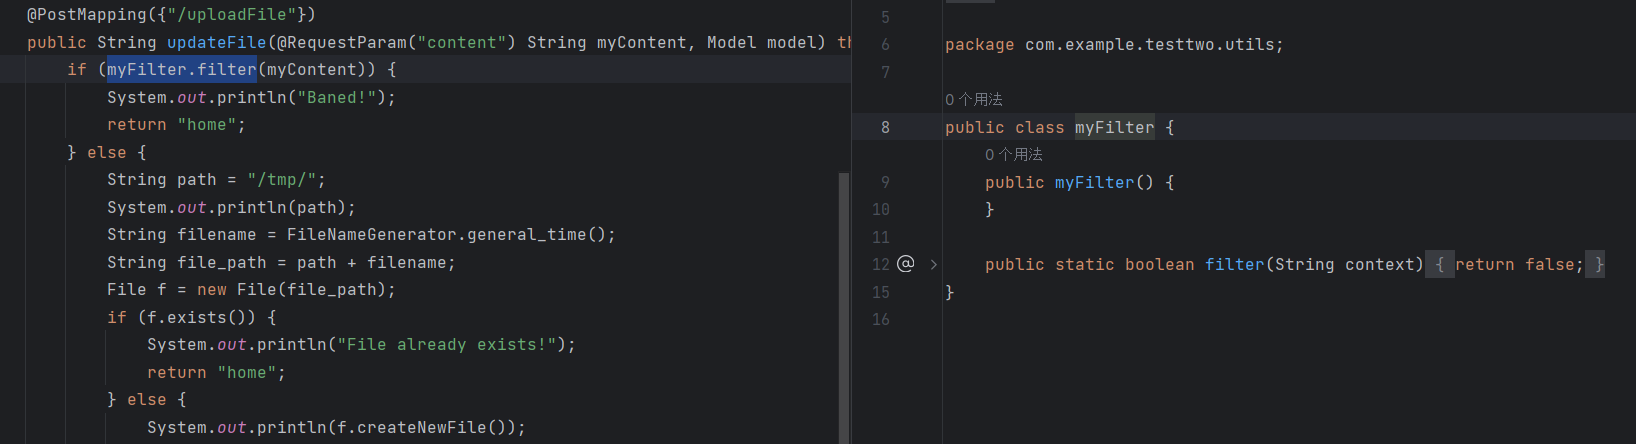 @PostMapping({"/uploadFile"})
public String updateFile(@RequestParam("content") String myContent, Model model) th
if (myFilter.filter(myContent)) {
System.out.println("Baned!");
return "home";
} else {
String path = "/tmp/";
System.out.println(path);
String filename = FileNameGenerator.general_time();
String file_path = path + filename;
File f = new File(file_path);
if (f.exists()) {
System.out.println("File already exists!");
return "home";
} else {
System.out.println(f.createNewFile());
5
6 package com.example.testtwo.utils;
7
0 个用法
8 public class myFilter {
0 个用法
9 public myFilter() {
10 }
11
12 @ > public static boolean filter(String context) { return false; }
15 }
16